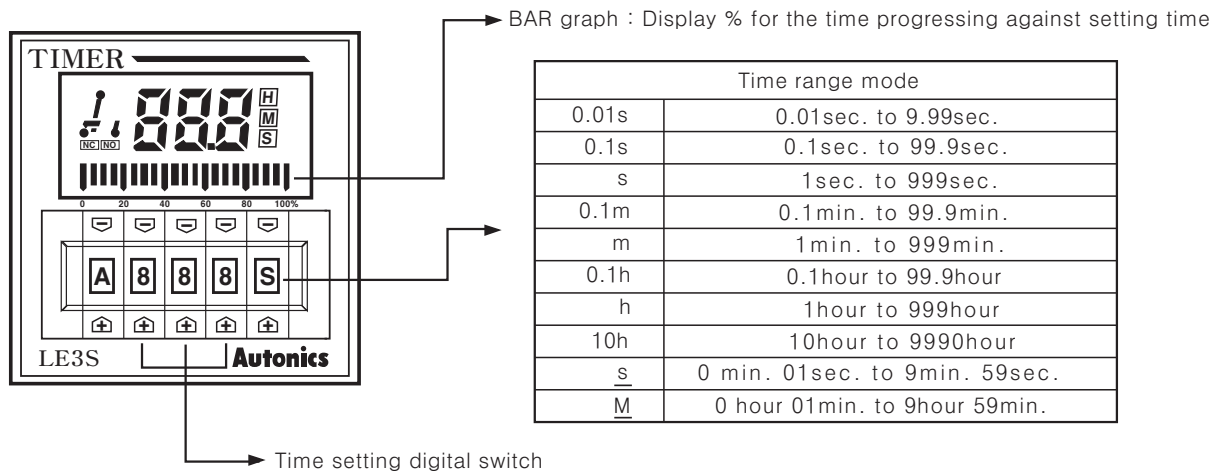 BAR graph : Display % for the time progressing against setting time
TIMER
88.8
H
M
S
NC NO
0 20 40 60 80 100%
A 8 8 8 S
LE3S Autonics
Time range mode
0.01s 0.01sec. to 9.99sec.
0.1s 0.1sec. to 99.9sec.
s 1sec. to 999sec.
0.1m 0.1min. to 99.9min.
m 1min. to 999min.
0.1h 0.1hour to 99.9hour
h 1hour to 999hour
10h 10hour to 9990hour
s 0 min. 01sec. to 9min. 59sec.
M 0 hour 01min. to 9hour 59min.
Time setting digital switch